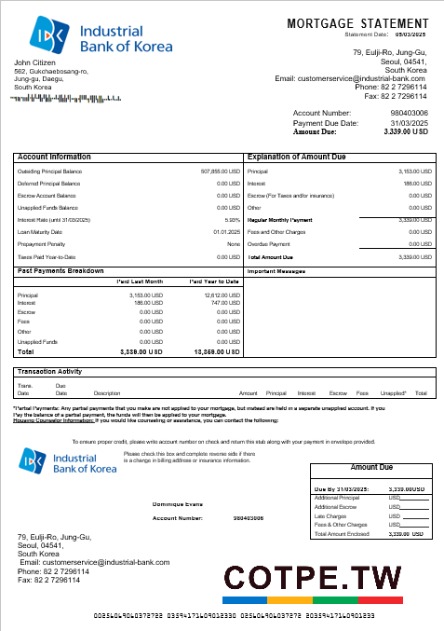 Industrial
Bank of Korea
MORTGAGE STATEMENT
Statement Date: 05/03/2025
John Citizen
562, Gukchaebosang-ro,
Jung-gu, Daegu,
South Korea
79, Eulji-Ro, Jung-Gu,
Seoul, 04541,
South Korea
Email: customerservice@industrial-bank.com
Phone: 82 2 7296114
Fax: 82 2 7296114
Account Number: 980403006
Payment Due Date: 31/03/2025
Amount Due: 3,339.00 USD
Account Information
Outstanding Principal Balance 507,855.00 USD
Deferred Principal Balance 0.00 USD
Escrow Account Balance 0.00 USD
Unapplied Funds Balance 0.00 USD
Interest Rate (until 31/03/2025)
Loan Maturity Date 01.01.2025
Prepayment Penalty None
Taxes Paid Year-to-Date 0.00 USD
Explanation of Amount Due
Principal 3,153.00 USD
Interest 186.00 USD
Escrow (For Taxes and/or insurance) 0.00 USD
Other 0.00 USD
Regular Monthly Payment 3,339.00 USD
Fees and Other Charges 0.00 USD
Overdue Payment 0.00 USD
Total Amount Due 3,339.00 USD
Past Payments Breakdown
Paid Last Month Paid Year to Date
Principal 3,153.00 USD 12,612.00 USD
Interest 186.00 USD 747.00 USD
Escrow 0.00 USD 0.00 USD
Fees 0.00 USD 0.00 USD
Other 0.00 USD 0.00 USD
Unapplied Funds 0.00 USD 0.00 USD
Total 3,339.00 USD 13,359.00 USD
Important Messages
Transaction Activity
Trans. Date Due Date Description Amount Principal Interest Escrow Fees Unapplied* Total
*Partial Payments: Any partial payments that you make are not applied to your mortgage, but instead are held in a separate unapplied account. If you
Pay the balance of a partial payment, the funds will then be applied to your mortgage.
Housing Counselor Information: If you would like counseling or assistance, you can contact the following:
To ensure proper credit, please write account number on check and return this stub along with your payment in envelope provided.
Industrial
Bank of Korea
Please check this box and complete reverse side if there
is a change in billing address or insurance information.
Amount Due
Due By 31/03/2025: 3,339.00USD
Additional Principal USD
Additional Escrow USD
Late Charges USD
Fees & Other Charges USD
Total Amount Enclosed 3,339.00 USD
Dominique Evans
Account Number: 980403006
79, Eulji-Ro, Jung-Gu,
Seoul, 04541,
South Korea
Email: customerservice@industrial-bank.com
Phone: 82 2 7296114
Fax: 82 2 7296114
COTPE.TW